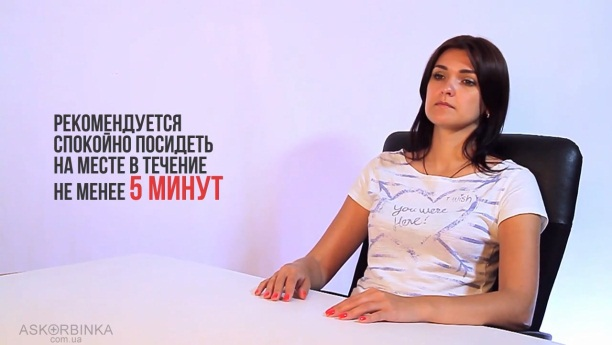 РЕКОМЕНДУЕТСЯ
СПОКОЙНО ПОСИДЕТЬ
НА МЕСТЕ В ТЕЧЕНИЕ
НЕ МЕНЕЕ 5 МИНУТ
You were
ASKORBINKA
com.ua